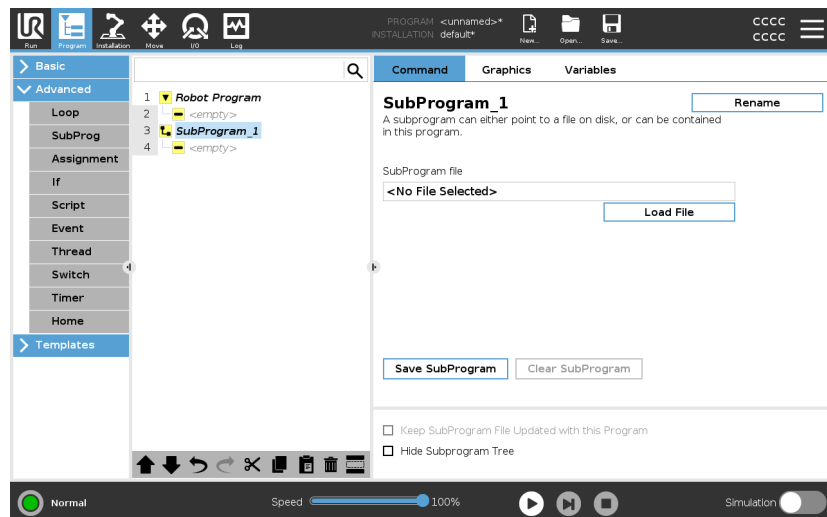 PROGRAM <unnamed>*
INSTALLATION default*
CCCC
CCCC
Run Program Installation Move I/O Log New... Open... Save...
Basic
Advanced
Loop
SubProg
Assignment
If
Script
Event
Thread
Switch
Timer
Home
Templates
1 Robot Program
2 <empty>
3 SubProgram_1
4 <empty>
Command Graphics Variables
SubProgram_1
Rename
A subprogram can either point to a file on disk, or can be contained
in this program.
SubProgram file
<No File Selected>
Load File
Save SubProgram Clear SubProgram
Keep SubProgram File Updated with this Program
Hide Subprogram Tree
Normal
Speed 100%
Simulation